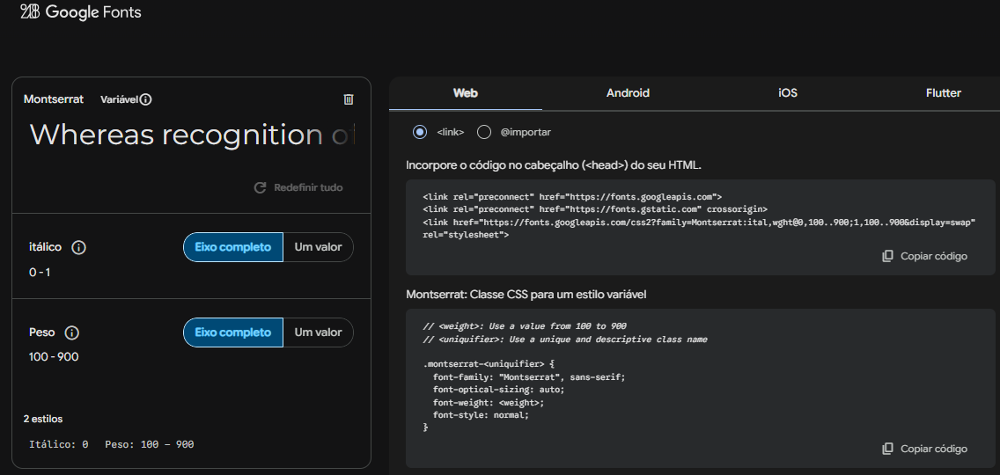 Google Fonts
Montserrat Variável
Whereas recognition of
Redefinir tudo
itálico Eixo completo Um valor
0 - 1
Peso Eixo completo Um valor
100 - 900
2 estilos
Itálico: 0 Peso: 100 – 900
Web Android iOS Flutter
<link> @importar
Incorpore o código no cabeçalho (<head>) do seu HTML.
<link rel="preconnect" href="https://fonts.googleapis.com">
<link rel="preconnect" href="https://fonts.gstatic.com" crossorigin>
<link href="https://fonts.googleapis.com/css2?family=Montserrat:ital,wght@0,100..900;1,100..900&display=swap"
rel="stylesheet">
Copiar código
Montserrat: Classe CSS para um estilo variável
// <weight>: Use a value from 100 to 900
// <uniquifier>: Use a unique and descriptive class name
.montserrat-<uniquifier> {
font-family: "Montserrat", sans-serif;
font-optical-sizing: auto;
font-weight: <weight>;
font-style: normal;
}
Copiar código